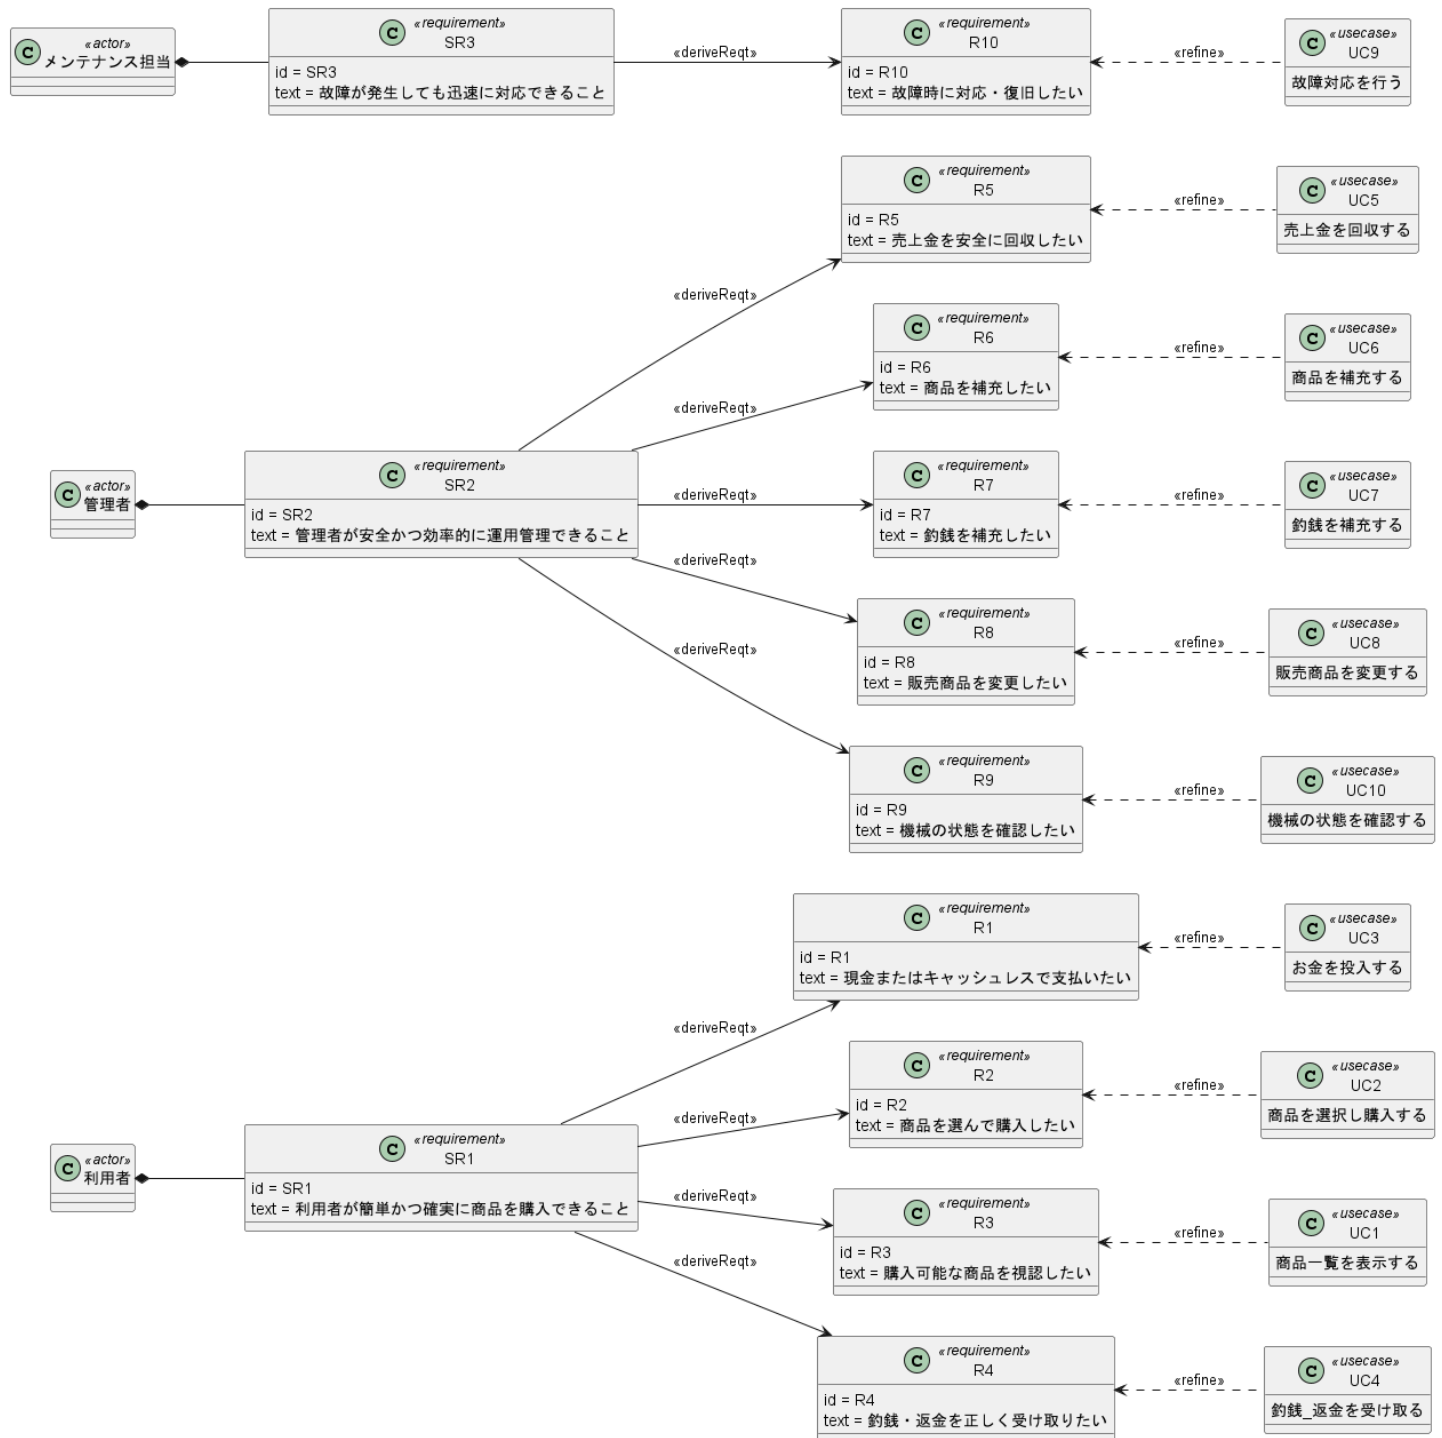 «actor»
メンテナンス担当
«requirement»
SR3
id = SR3
text = 故障が発生しても迅速に対応できること
«deriveReqt»
«requirement»
R10
id = R10
text = 故障時に対応・復旧したい
«refine»
«usecase»
UC9
故障対応を行う
«requirement»
R5
id = R5
text = 売上金を安全に回収したい
«refine»
«usecase»
UC5
売上金を回収する
«deriveReqt»
«requirement»
R6
id = R6
text = 商品を補充したい
«refine»
«usecase»
UC6
商品を補充する
«deriveReqt»
«actor»
管理者
«requirement»
SR2
id = SR2
text = 管理者が安全かつ効率的に運用管理できること
«deriveReqt»
«requirement»
R7
id = R7
text = 釣銭を補充したい
«refine»
«usecase»
UC7
釣銭を補充する
«deriveReqt»
«requirement»
R8
id = R8
text = 販売商品を変更したい
«refine»
«usecase»
UC8
販売商品を変更する
«deriveReqt»
«requirement»
R9
id = R9
text = 機械の状態を確認したい
«refine»
«usecase»
UC10
機械の状態を確認する
«requirement»
R1
id = R1
text = 現金またはキャッシュレスで支払いたい
«refine»
«usecase»
UC3
お金を投入する
«deriveReqt»
«requirement»
R2
id = R2
text = 商品を選んで購入したい
«refine»
«usecase»
UC2
商品を選択し購入する
«deriveReqt»
«actor»
利用者
«requirement»
SR1
id = SR1
text = 利用者が簡単かつ確実に商品を購入できること
«deriveReqt»
«requirement»
R3
id = R3
text = 購入可能な商品を視認したい
«refine»
«usecase»
UC1
商品一覧を表示する
«deriveReqt»
«requirement»
R4
id = R4
text = 釣銭・返金を正しく受け取りたい
«refine»
«usecase»
UC4
釣銭_返金を受け取る